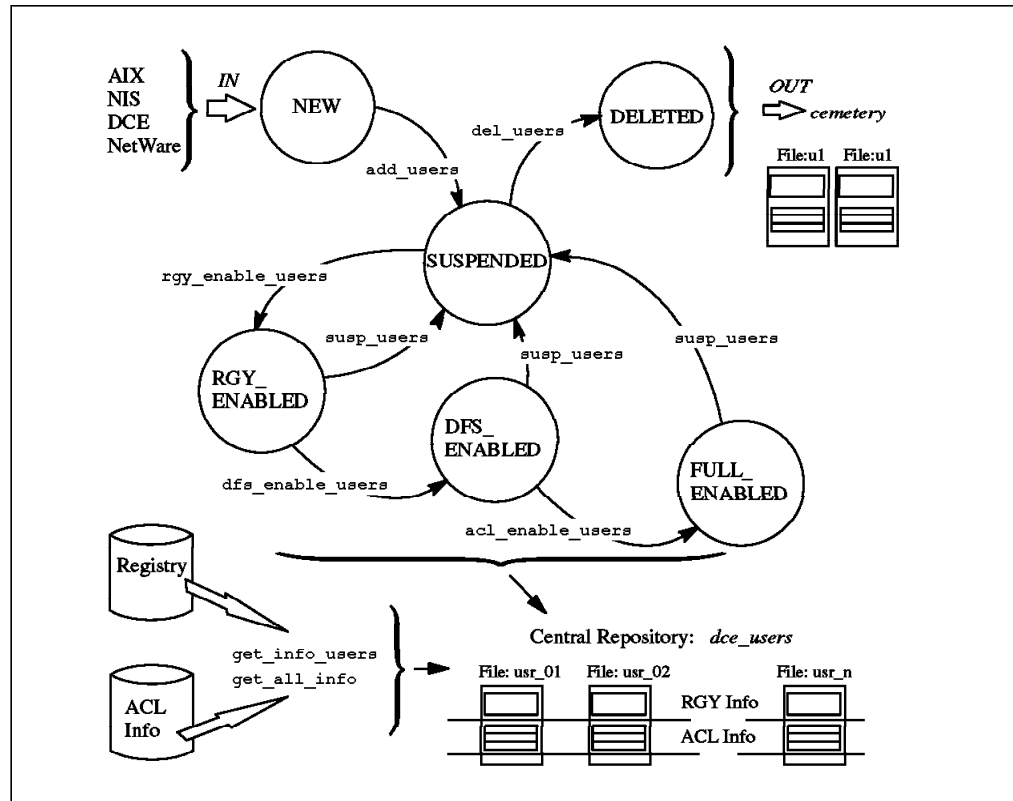 AIX
NIS
DCE
NetWare
IN
NEW
DELETED
OUT
cemetery
del_users
add_users
File:u1
File:u1
SUSPENDED
rgy_enable_users
susp_users
susp_users
susp_users
RGY_
ENABLED
DFS_
ENABLED
FULL_
ENABLED
dfs_enable_users
acl_enable_users
Registry
Central Repository: dce_users
get_info_users
get_all_info
File: usr_01
File: usr_02
File: usr_n
RGY Info
ACL Info
ACL
Info